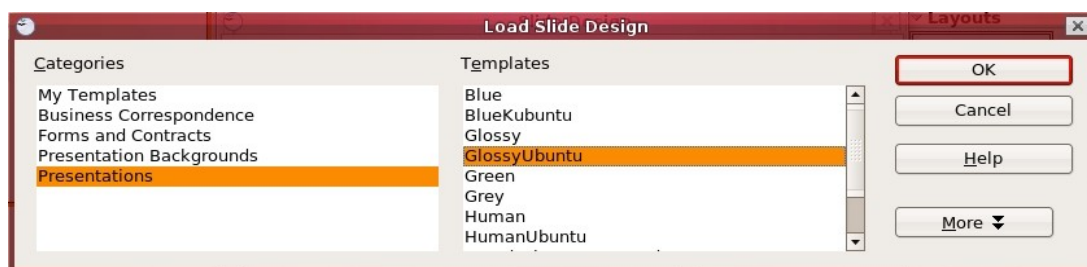 Load Slide Design
Layouts
Categories
My Templates
Business Correspondence
Forms and Contracts
Presentation Backgrounds
Presentations
Templates
Blue
BlueKubuntu
Glossy
GlossyUbuntu
Green
Grey
Human
HumanUbuntu
OK
Cancel
Help
More